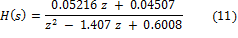 H(s) = (0.05216 z + 0.04507) / (z² − 1.407 z + 0.6008) (11)